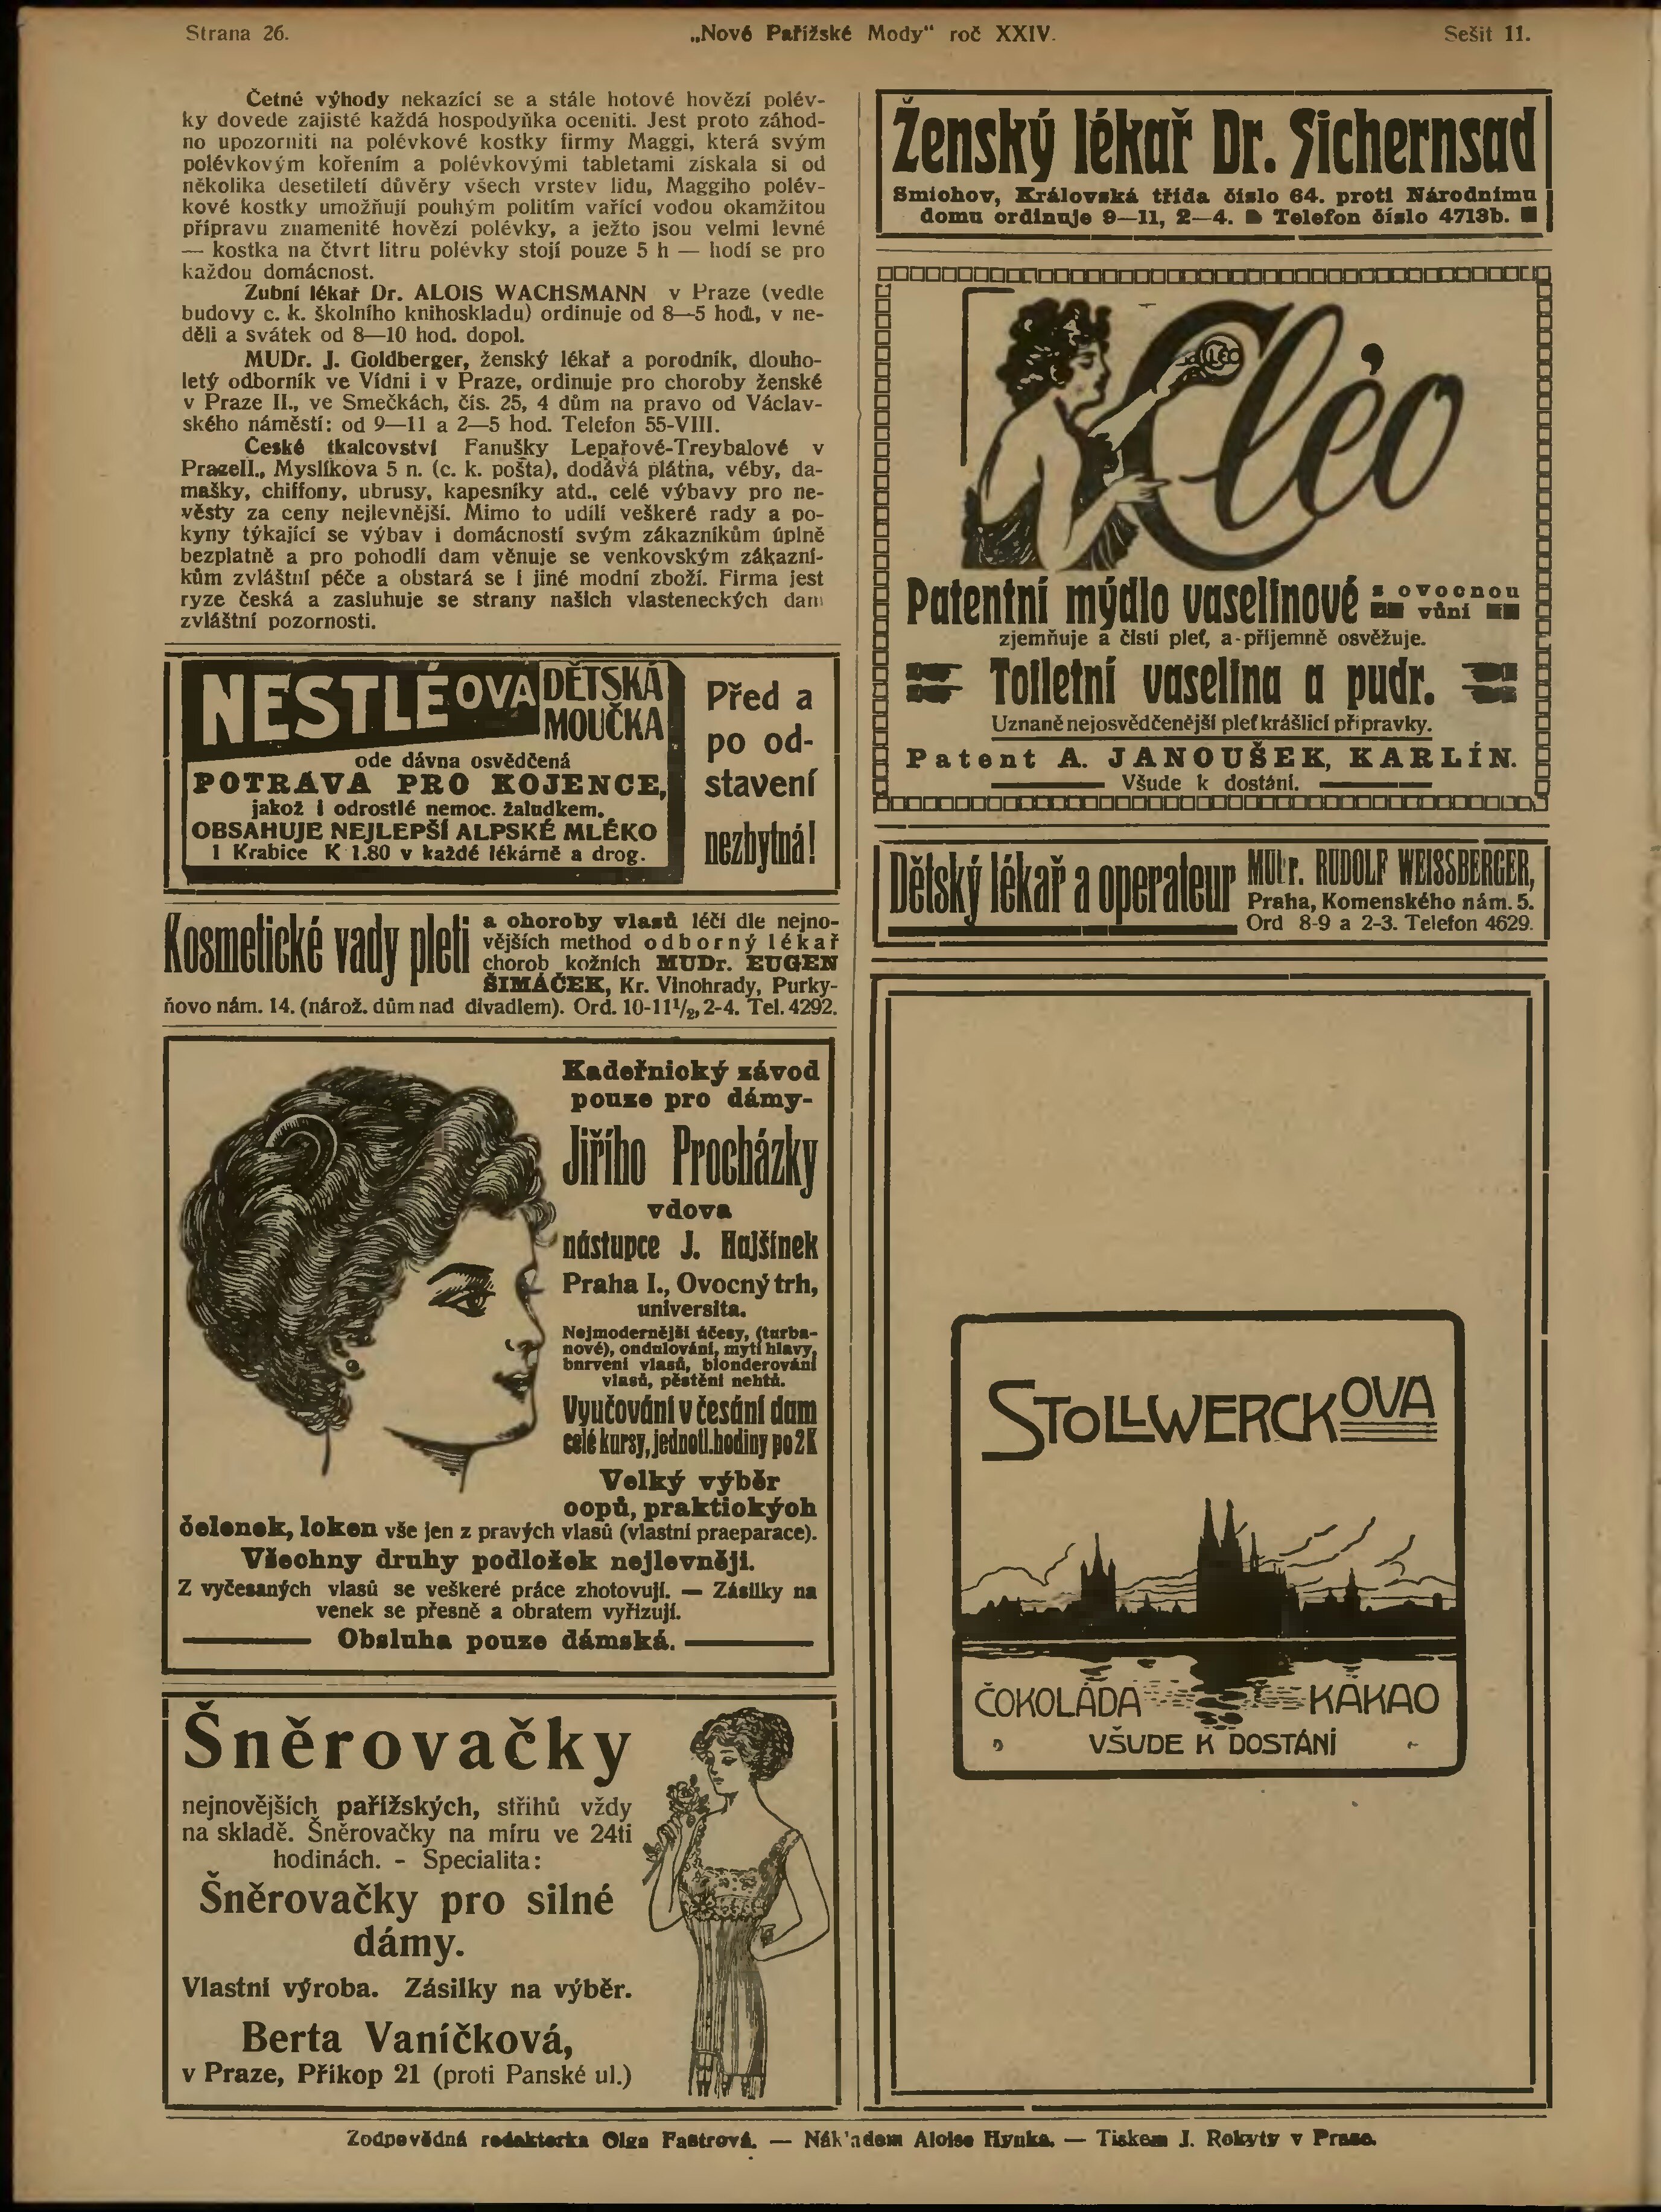 Strana 26.
„Nové Pařížské Mody“ roč XXIV.
Sešit 11.
Četné výhody nekazící se a stále hotové hovězí polév-
ky dovede zajisté každá hospodyňka oceniti. Jest proto záhod-
no upozorniti na polévkové kostky firmy Maggi, která svým
polévkovým kořením a polévkovými tabletami získala si od
několika desetiletí důvěry všech vrstev lidu, Maggiho polév-
kové kostky umožňují pouhým politím vařící vodou okamžitou
přípravu znamenité hovězí polévky, a ježto jsou velmi levné
— kostka na čtvrt litru polévky stojí pouze 5 h — hodí se pro
každou domácnost.
Zubní lékař Dr. ALOIS WACHSMANN v Praze (vedle
budovy c. k. školního knihoskladu) ordinuje od 8—5 hod., v ne-
děli a svátek od 8—10 hod. dopol.
MUDr. J. Goldberger, ženský lékař a porodník, dlouho-
letý odborník ve Vídni i v Praze, ordinuje pro choroby ženské
v Praze II., ve Smečkách, čís. 25, 4 dům na pravo od Václav-
ského náměstí: od 9—11 a 2—5 hod. Telefon 55-VIII.
České tkalcovství Fanušky Lepařové-Treybalové v
Praze II., Myslíkova 5 n. (c. k. pošta), dodává plátna, véby, da-
mašky, chiffony, ubrusy, kapesníky atd., celé výbavy pro ne-
věsty za ceny nejlevnější. Mimo to udílí veškeré rady a po-
kyny týkající se výbav i domácností svým zákazníkům úplně
bezplatně a pro pohodlí dam věnuje se venkovským zákazní-
kům zvláštní péče a obstará se i jiné modní zboží. Firma jest
ryze česká a zasluhuje se strany našich vlasteneckých dam
zvláštní pozornosti.
NESTLÉOVA DĚTSKÁ
MOUČKA
ode dávna osvědčená
POTRAVA PRO KOJENCE,
jakož i odrostlé nemoc. žaludkem.
OBSAHUJE NEJLEPŠÍ ALPSKÉ MLÉKO
1 Krabice K 1.80 v každé lékárně a drog.
Před a
po od-
stavení
nezbytná!
Kosmetické vady pleti
a choroby vlasů léčí dle nejno-
vějších method odborný lékař
chorob kožních MUDr. EUGEN
ŠIMÁČEK, Kr. Vinohrady, Purky-
ňovo nám. 14. (nárož. dům nad divadlem). Ord. 10-11½, 2-4. Tel. 4292.
Kadeřnický závod
pouze pro dámy-
Jiřího Procházky
vdova
nástupce J. Hajšínek
Praha I., Ovocný trh,
universita.
Nejmodernější účesy, (turba-
nové), ondulování, mytí hlavy,
barvení vlasů, blonderování
vlasů, pěstění nehtů.
Vyučování v česání dam
celé kursy, jednotl. hodiny po 2 K
Velký výběr
copů, praktických
čelenek, loken vše jen z pravých vlasů (vlastní praeparace).
Všechny druhy podložek nejlevněji.
Z vyčesaných vlasů se veškeré práce zhotovují. — Zásilky na
venek se přesně a obratem vyřizují.
Obsluha pouze dámská.
Šněrovačky
nejnovějších pařížských, střihů vždy
na skladě. Šněrovačky na míru ve 24ti
hodinách. - Specialita:
Šněrovačky pro silné
dámy.
Vlastní výroba. Zásilky na výběr.
Berta Vaníčková,
v Praze, Příkop 21 (proti Panské ul.)
Ženský lékař Dr. Sichernsad
Smíchov, Královská třída číslo 64. proti Národnímu
domu ordinuje 9—11, 2—4. Telefon číslo 4713b.
Cléo
CLÉO
Patentní mýdlo vaselinové s ovocnou
vůní
zjemňuje a čistí pleť, a-příjemně osvěžuje.
Toiletní vaselina a pudr.
Uznaně nejosvědčenější pleť krášlicí přípravky.
Patent A. JANOUŠEK, KARLÍN.
Všude k dostání.
Dětský lékař a operateur
MUDr. RUDOLF WEISSBERGER,
Praha, Komenského nám. 5.
Ord 8-9 a 2-3. Telefon 4629.
STOLLWERCKOVA
ČOKOLÁDA KAKAO
VŠUDE K DOSTÁNÍ
Zodpovědná redaktorka Olga Fastrová. — Nákladem Aloise Hynka. — Tiskem J. Rokyty v Praze.